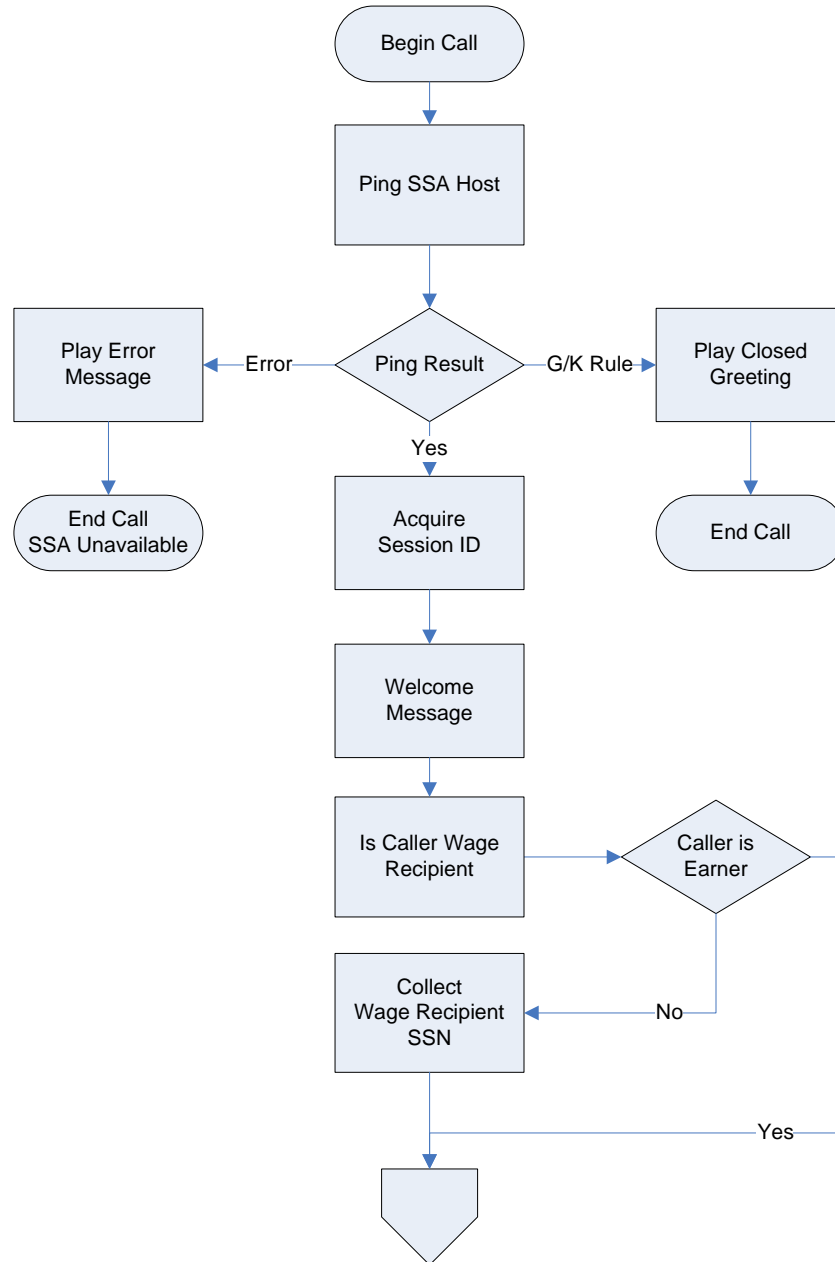 Begin Call
Ping SSA Host
Play Error
Message
Error
Ping Result
G/K Rule
Play Closed
Greeting
Yes
End Call
SSA Unavailable
Acquire
Session ID
End Call
Welcome
Message
Is Caller Wage
Recipient
Caller is
Earner
Collect
Wage Recipient
SSN
No
Yes